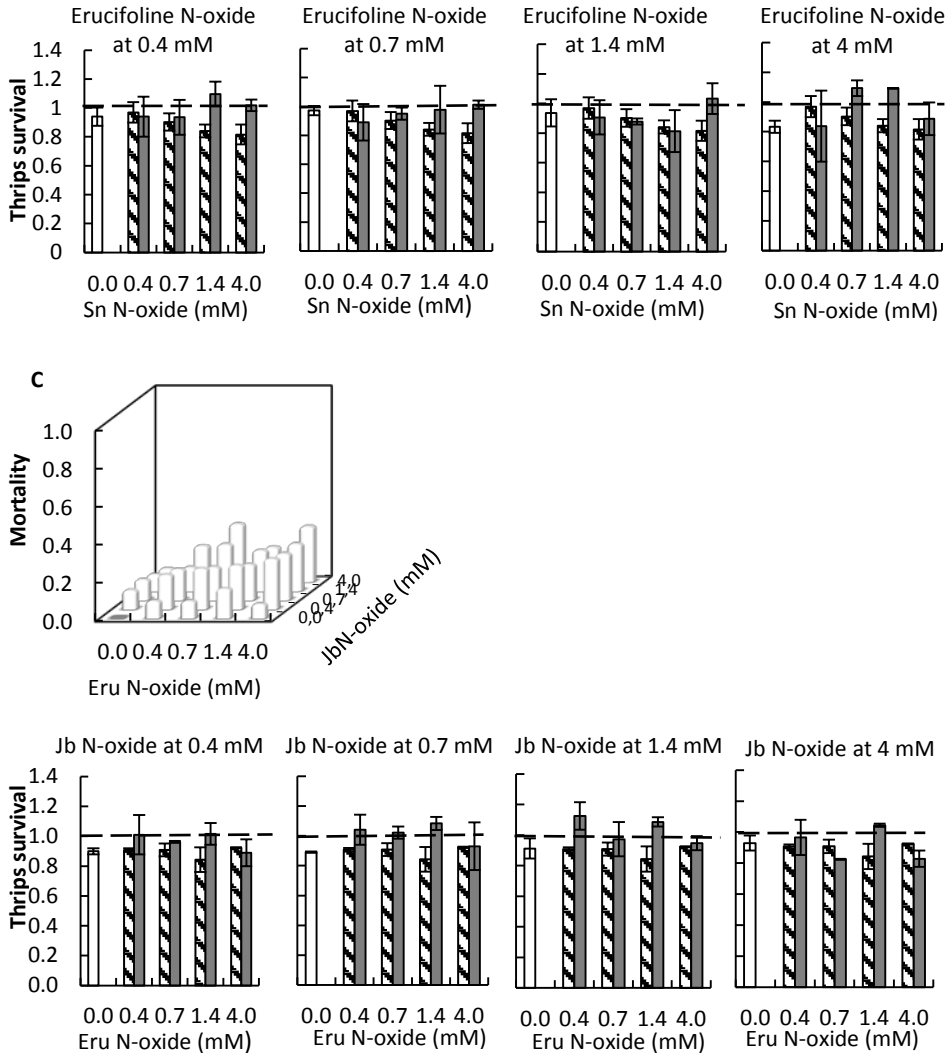 Erucifoline N-oxide at 0.4 mM
Erucifoline N-oxide at 0.7 mM
Erucifoline N-oxide at 1.4 mM
Erucifoline N-oxide at 4 mM
Thrips survival
1.4
1.2
1
0.8
0.6
0.4
0.2
0
0.0 0.4 0.7 1.4 4.0
Sn N-oxide (mM)
0.0 0.4 0.7 1.4 4.0
Sn N-oxide (mM)
0.0 0.4 0.7 1.4 4.0
Sn N-oxide (mM)
0.0 0.4 0.7 1.4 4.0
Sn N-oxide (mM)
C
Mortality
1.0
0.8
0.6
0.4
0.2
0.0
0.0 0.4 0.7 1.4 4.0
Eru N-oxide (mM)
4.0
1.4
0.7
0.4
0.0
JbN-oxide (mM)
Jb N-oxide at 0.4 mM
Jb N-oxide at 0.7 mM
Jb N-oxide at 1.4 mM
Jb N-oxide at 4 mM
Thrips survival
1.4
1.2
1.0
0.8
0.6
0.4
0.2
0.0
0.0 0.4 0.7 1.4 4.0
Eru N-oxide (mM)
0.0 0.4 0.7 1.4 4.0
Eru N-oxide (mM)
0.0 0.4 0.7 1.4 4.0
Eru N-oxide (mM)
0.0 0.4 0.7 1.4 4.0
Eru N-oxide (mM)